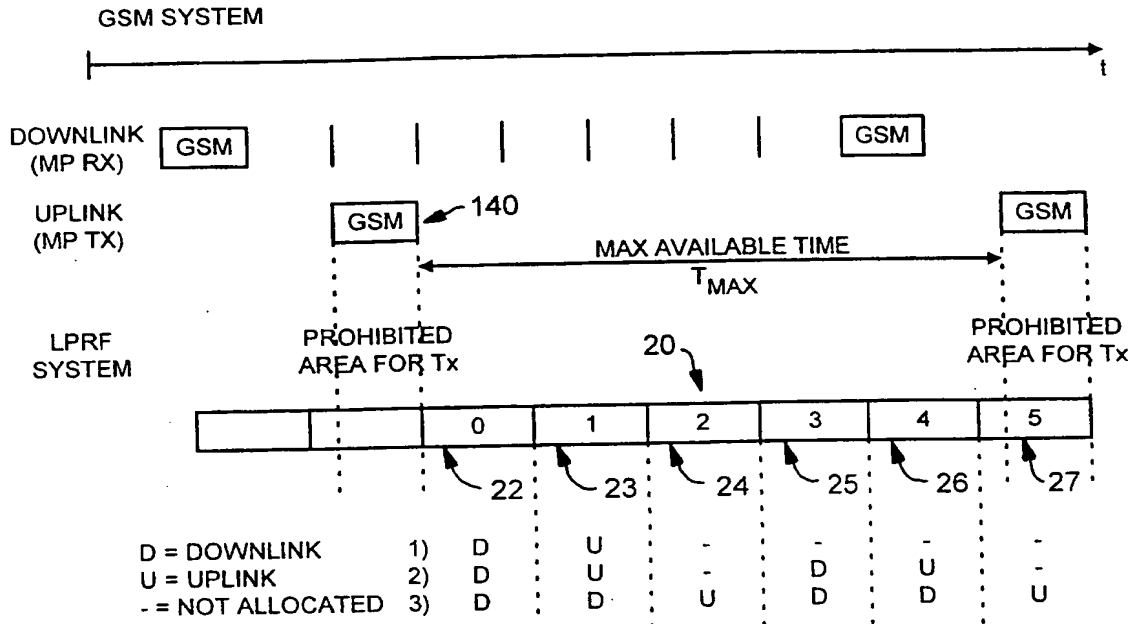 GSM SYSTEM
t
DOWNLINK
(MP RX)
GSM
GSM
UPLINK
(MP TX)
GSM
140
GSM
MAX AVAILABLE TIME
TMAX
LPRF
SYSTEM
PROHIBITED
AREA FOR Tx
20
PROHIBITED
AREA FOR Tx
0 1 2 3 4 5
22 23 24 25 26 27
D = DOWNLINK 1) D U - - - -
U = UPLINK 2) D U - D U -
- = NOT ALLOCATED 3) D D U D D U